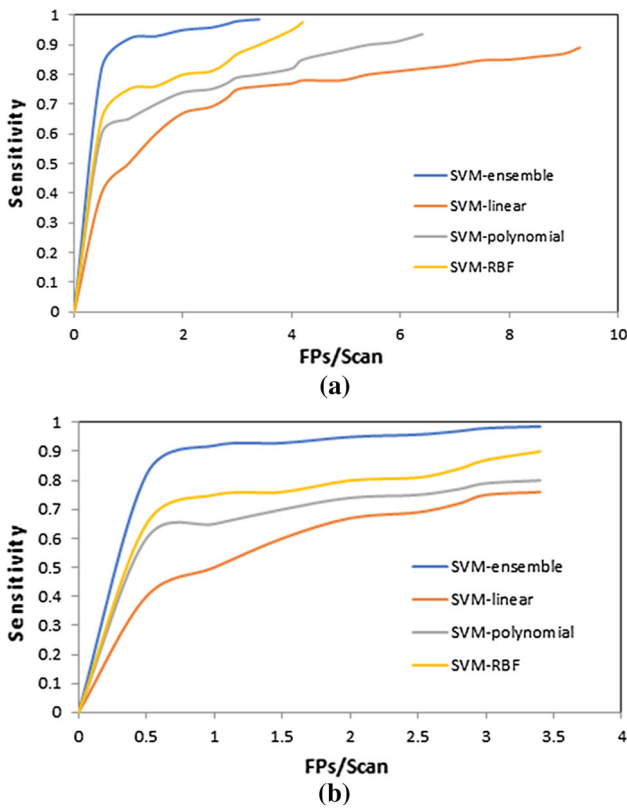 1
0.9
0.8
0.7
0.6
0.5
0.4
0.3
0.2
0.1
0
Sensitivity
SVM-ensemble
SVM-linear
SVM-polynomial
SVM-RBF
0 2 4 6 8 10
FPs/Scan
(a)
1
0.9
0.8
0.7
0.6
0.5
0.4
0.3
0.2
0.1
0
Sensitivity
SVM-ensemble
SVM-linear
SVM-polynomial
SVM-RBF
0 0.5 1 1.5 2 2.5 3 3.5 4
FPs/Scan
(b)